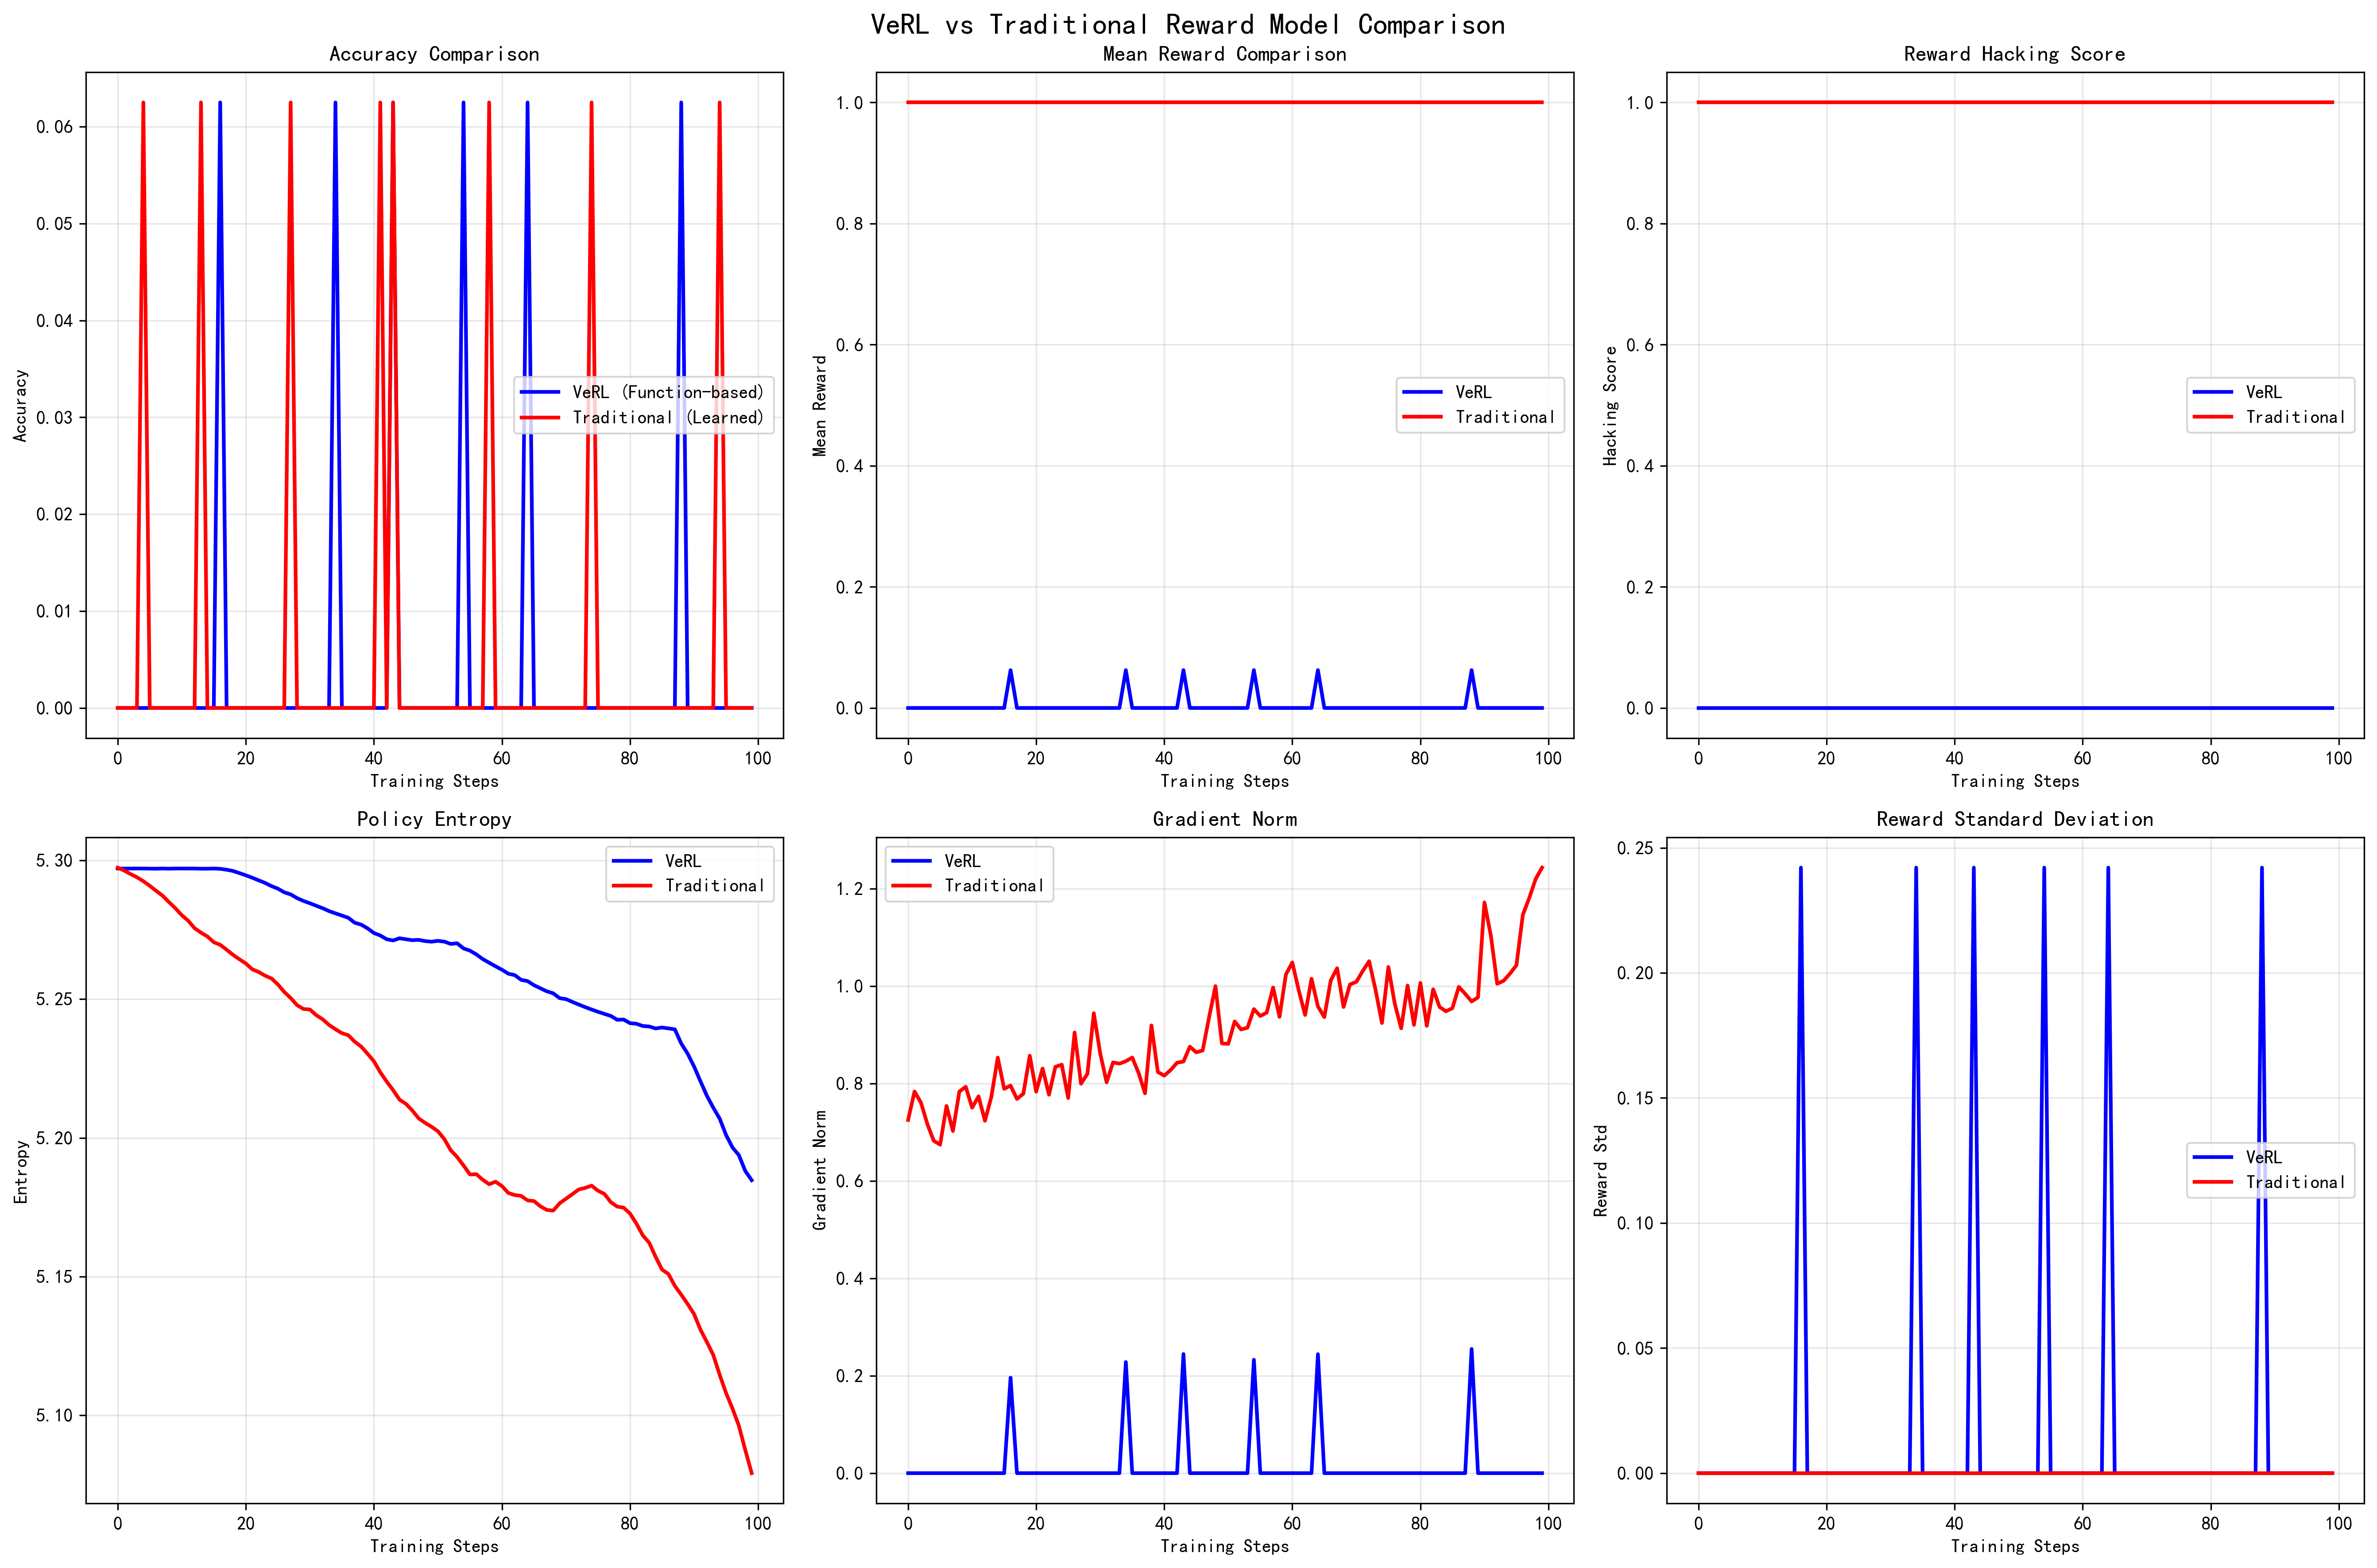 VeRL vs Traditional Reward Model Comparison
Accuracy Comparison
Accuracy
0.06
0.05
0.04
0.03
0.02
0.01
0.00
VeRL (Function-based)
Traditional (Learned)
0 20 40 60 80 100
Training Steps
Mean Reward Comparison
Mean Reward
1.0
0.8
0.6
0.4
0.2
0.0
VeRL
Traditional
0 20 40 60 80 100
Training Steps
Reward Hacking Score
Hacking Score
1.0
0.8
0.6
0.4
0.2
0.0
VeRL
Traditional
0 20 40 60 80 100
Training Steps
Policy Entropy
Entropy
5.30
5.25
5.20
5.15
5.10
VeRL
Traditional
0 20 40 60 80 100
Training Steps
Gradient Norm
Gradient Norm
1.2
1.0
0.8
0.6
0.4
0.2
0.0
VeRL
Traditional
0 20 40 60 80 100
Training Steps
Reward Standard Deviation
Reward Std
0.25
0.20
0.15
0.10
0.05
0.00
VeRL
Traditional
0 20 40 60 80 100
Training Steps